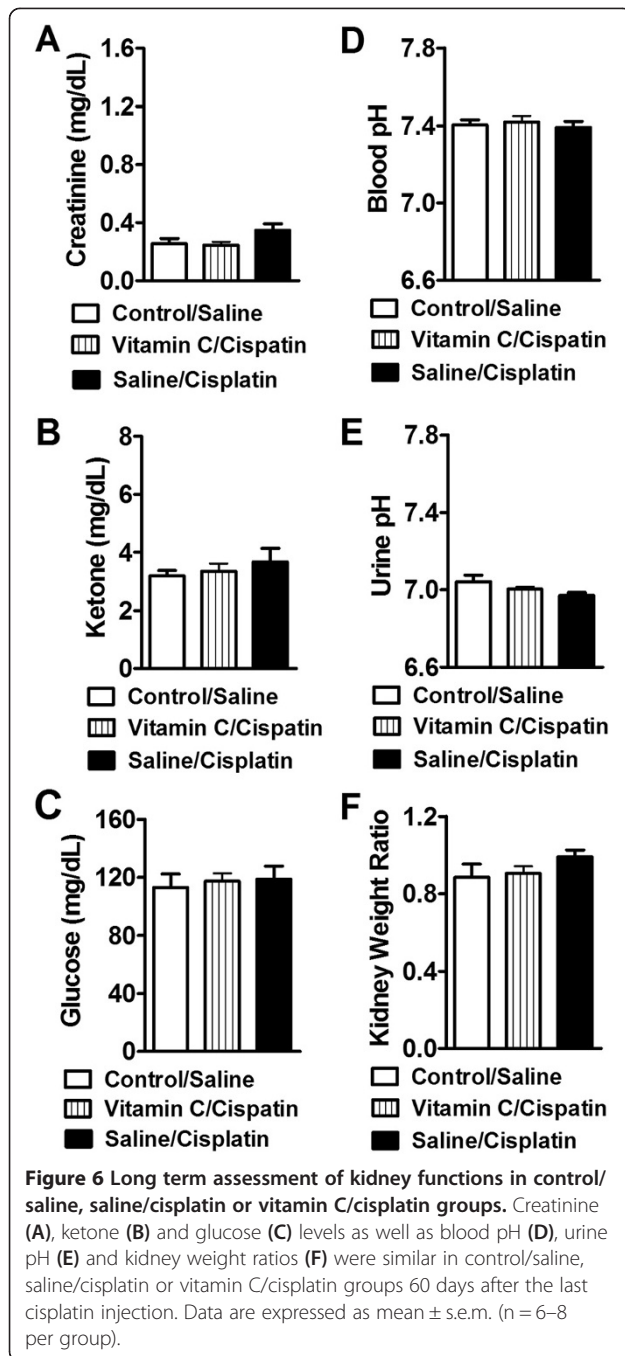 A
Creatinine (mg/dL)
1.6
1.2
0.8
0.4
0.0
Control/Saline
Vitamin C/Cispatin
Saline/Cisplatin
B
Ketone (mg/dL)
8
6
4
2
0
Control/Saline
Vitamin C/Cispatin
Saline/Cisplatin
C
Glucose (mg/dL)
160
120
80
40
0
Control/Saline
Vitamin C/Cispatin
Saline/Cisplatin
D
Blood pH
7.8
7.4
7.0
6.6
Control/Saline
Vitamin C/Cispatin
Saline/Cisplatin
E
Urine pH
7.8
7.4
7.0
6.6
Control/Saline
Vitamin C/Cispatin
Saline/Cisplatin
F
Kidney Weight Ratio
1.2
0.8
0.4
0.0
Control/Saline
Vitamin C/Cispatin
Saline/Cisplatin
Figure 6 Long term assessment of kidney functions in control/
saline, saline/cisplatin or vitamin C/cisplatin groups. Creatinine
(A), ketone (B) and glucose (C) levels as well as blood pH (D), urine
pH (E) and kidney weight ratios (F) were similar in control/saline,
saline/cisplatin or vitamin C/cisplatin groups 60 days after the last
cisplatin injection. Data are expressed as mean ± s.e.m. (n = 6–8
per group).